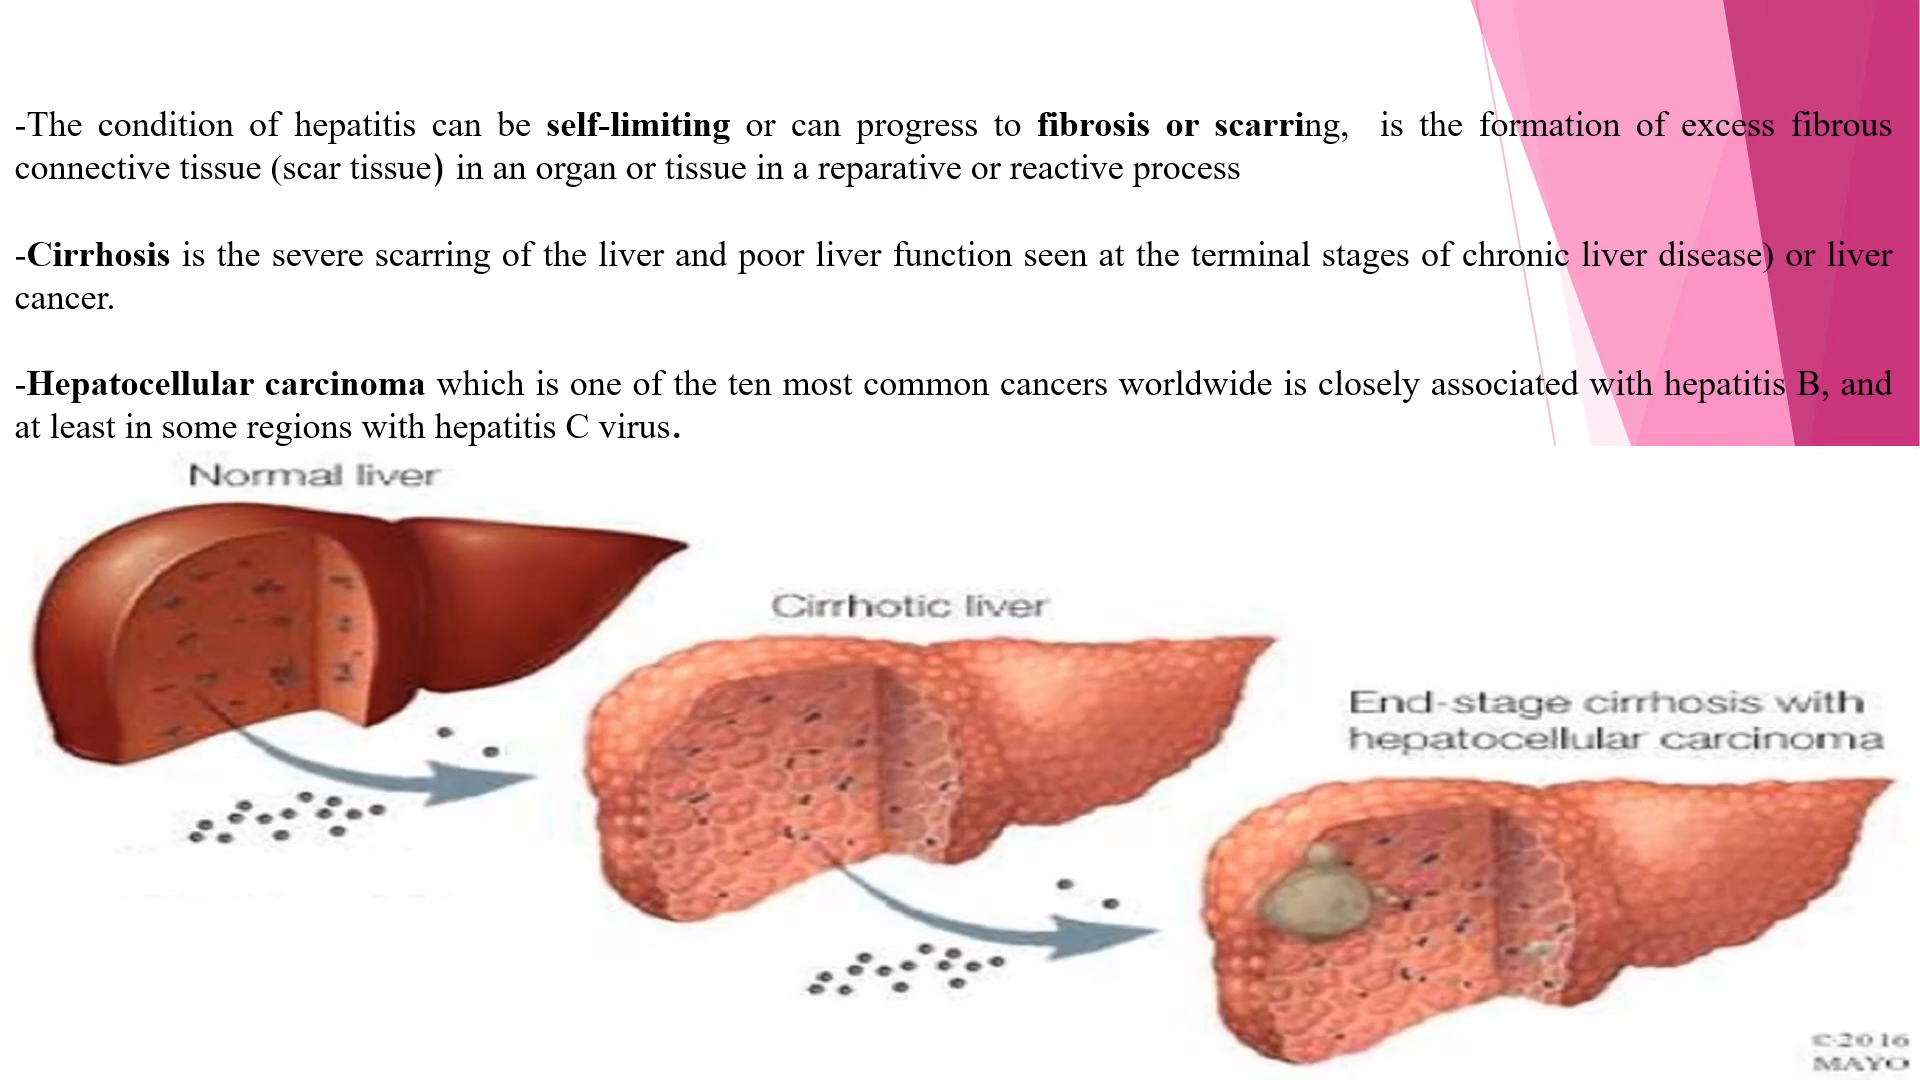 -The condition of hepatitis can be self-limiting or can progress to fibrosis or scarring, is the formation of excess fibrous
connective tissue (scar tissue) in an organ or tissue in a reparative or reactive process
-Cirrhosis is the severe scarring of the liver and poor liver function seen at the terminal stages of chronic liver disease) or liver
cancer.
-Hepatocellular carcinoma which is one of the ten most common cancers worldwide is closely associated with hepatitis B, and
at least in some regions with hepatitis C virus.
Normal liver
Cirrhotic liver
End-stage cirrhosis with
hepatocellular carcinoma
©2016
MAYO